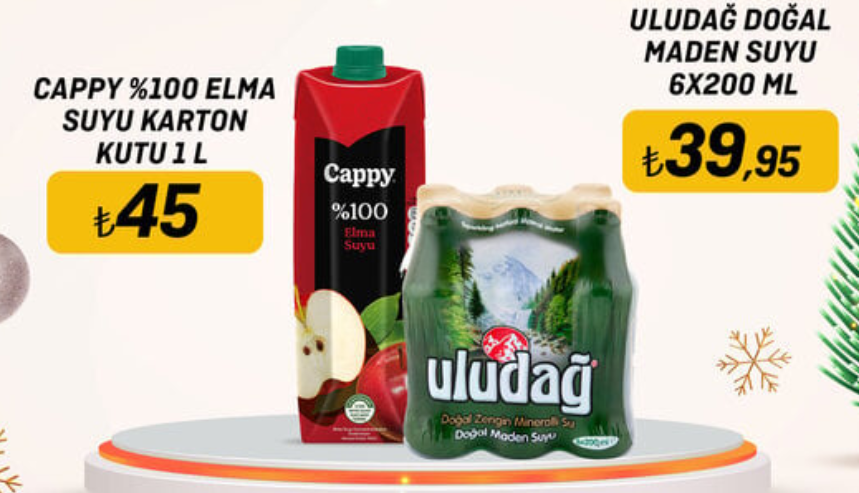 CAPPY %100 ELMA
SUYU KARTON
KUTU 1 L
₺45
ULUDAĞ DOĞAL
MADEN SUYU
6X200 ML
₺39,95
Cappy
%100
Elma
Suyu
uludağ
Doğal Zengin Mineralli Su
Doğal Maden Suyu